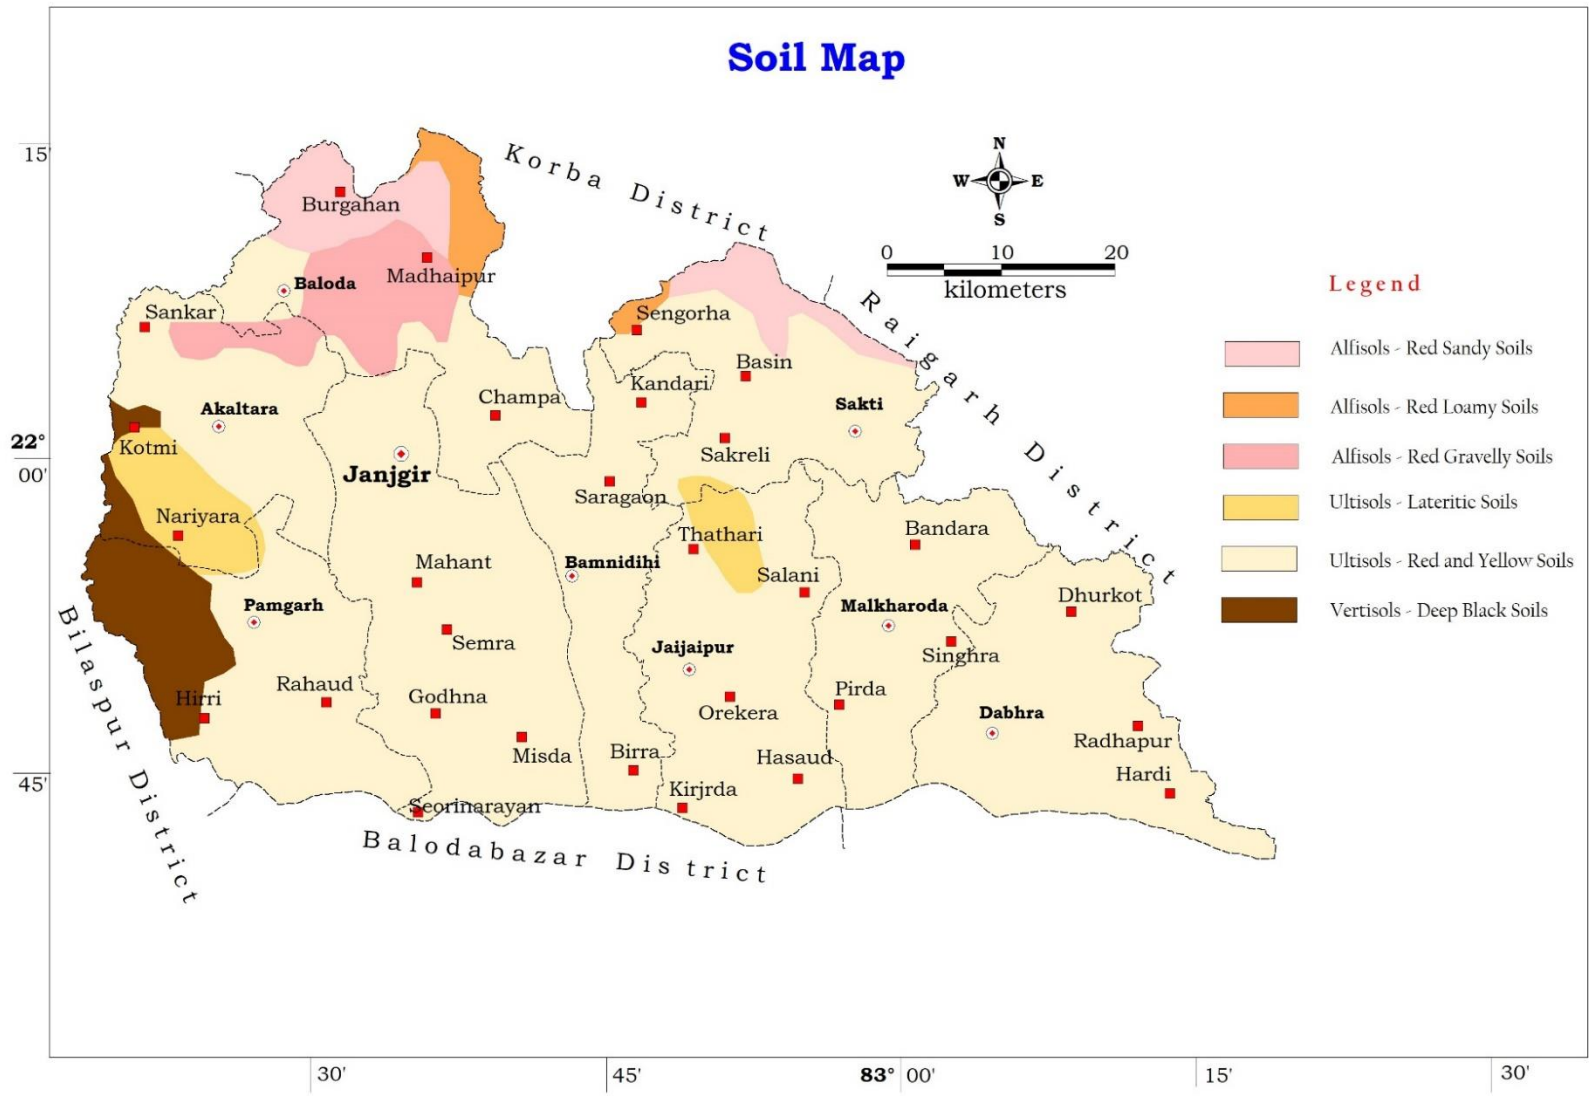 Soil Map
15'
Korba District
N
W E
S
0 10 20
kilometers
Burgahan
Madhaipur
Baloda
Sankar
Sengorha
Raigarh District
Legend
Alfisols - Red Sandy Soils
Alfisols - Red Loamy Soils
Alfisols - Red Gravelly Soils
Ultisols - Lateritic Soils
Ultisols - Red and Yellow Soils
Vertisols - Deep Black Soils
Basin
Kandari
Champa
Akaltara
Sakti
22°
00'
Kotmi
Janjgir
Sakreli
Saragaon
Nariyara
Thathari
Bandara
Mahant
Bamnidihi
Salani
Dhurkot
Pamgarh
Malkharoda
Semra
Jaijaipur
Singhra
Bilaspur District
Hirri
Rahaud
Godhna
Orekera
Pirda
Dabhra
Radhapur
Misda
Birra
Hasaud
Hardi
45'
Kirjrda
Seorinarayan
Balodabazar District
30' 45' 83° 00' 15' 30'